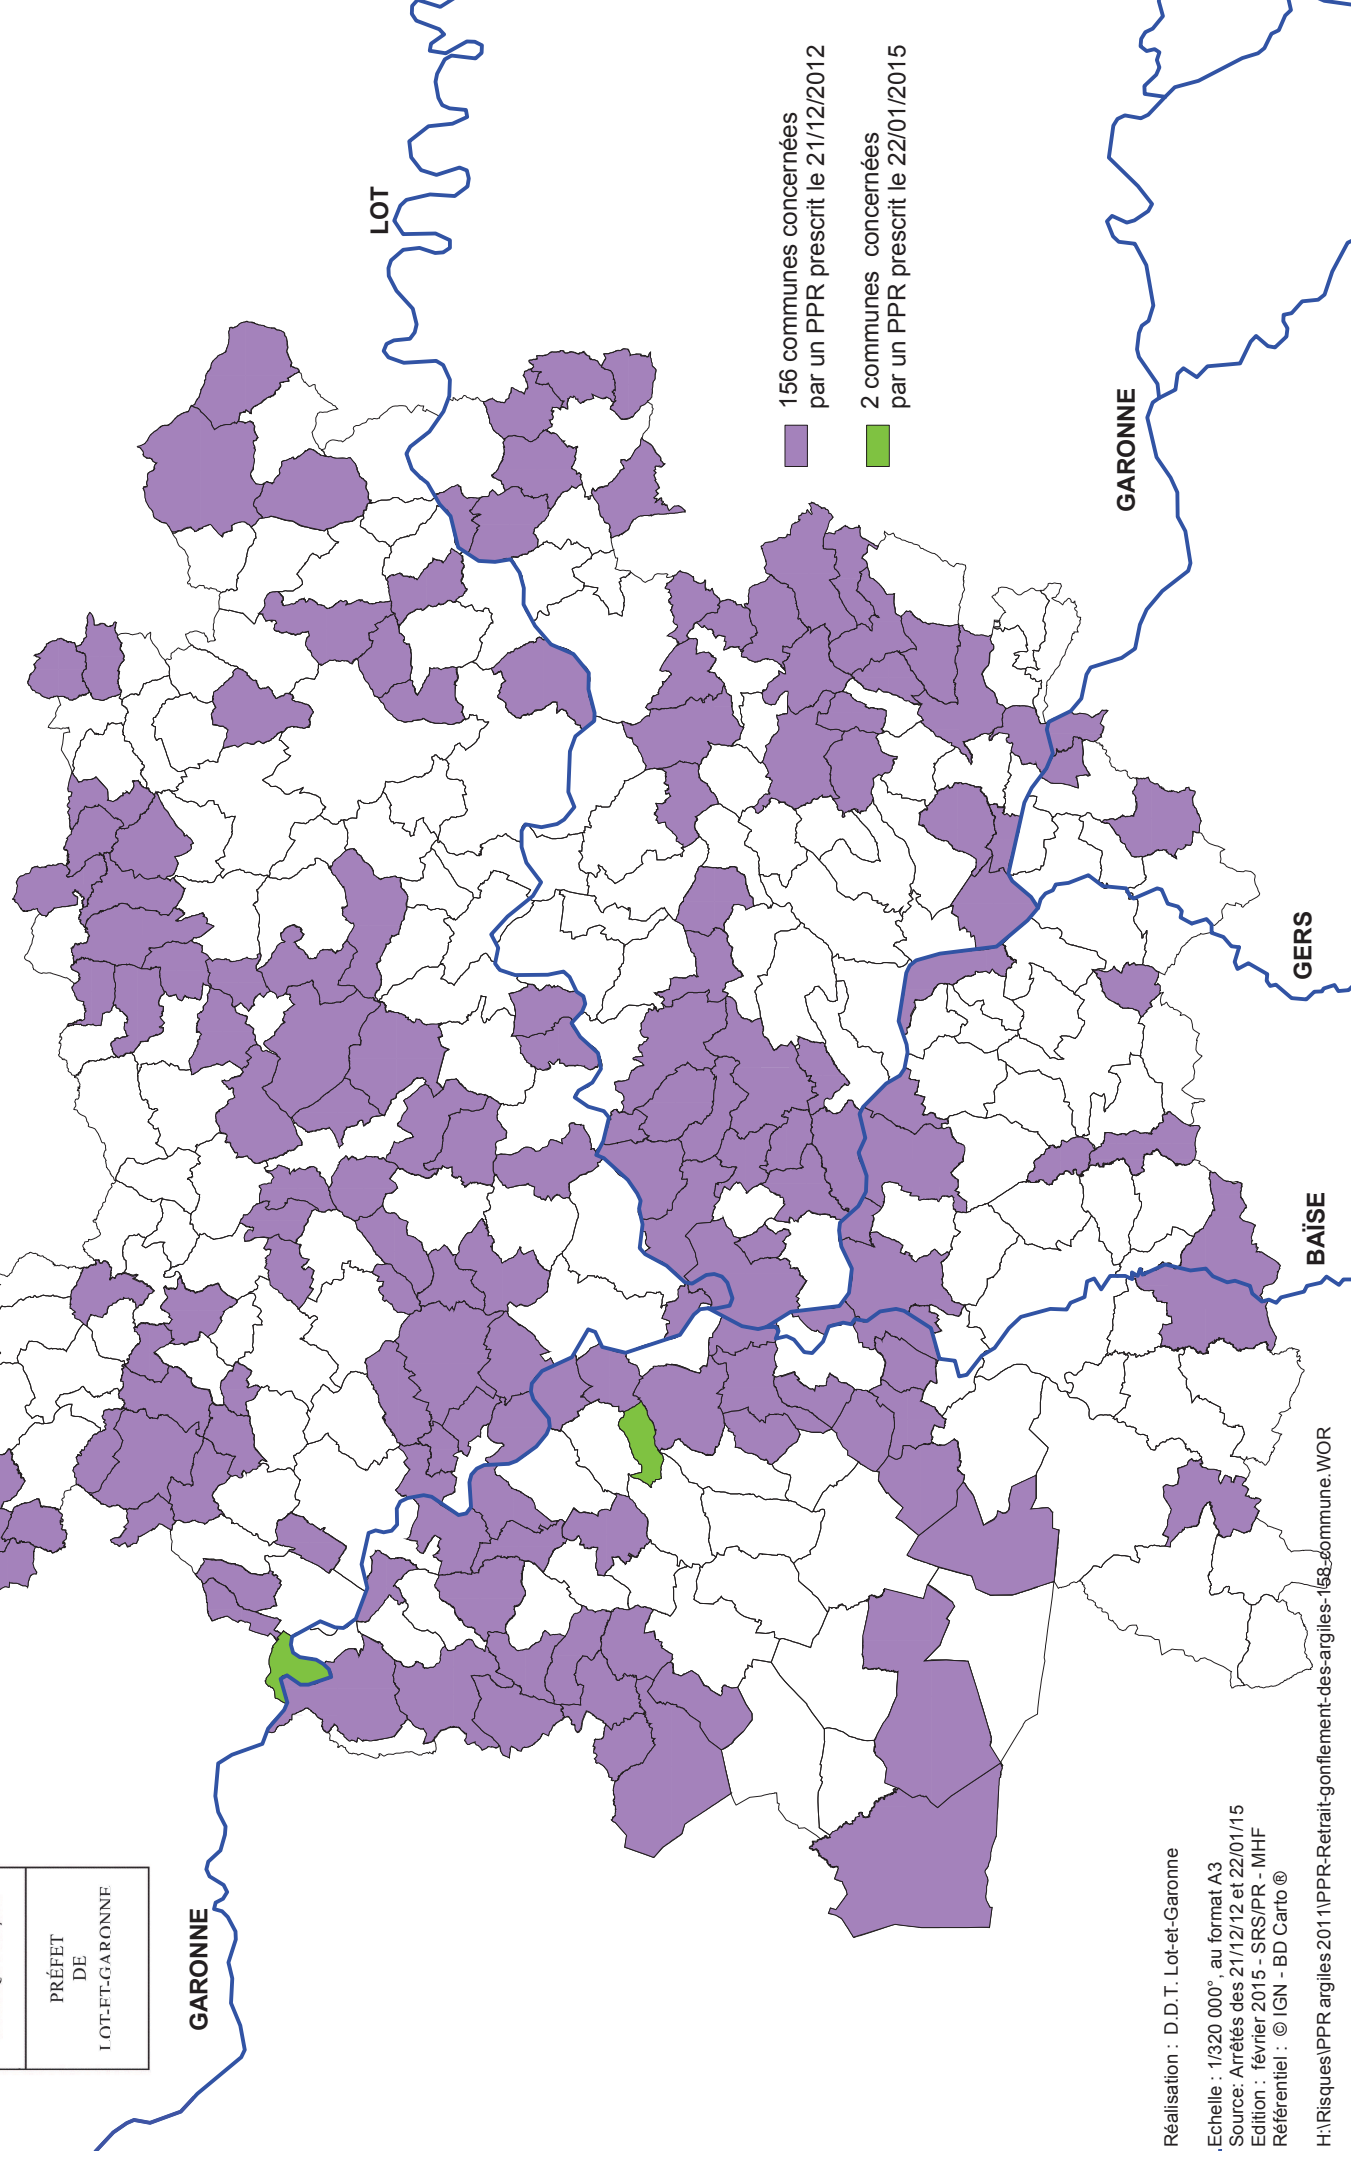 PRÉFET
DE
LOT-ET-GARONNE
GARONNE
LOT
156 communes concernées
par un PPR prescrit le 21/12/2012
2 communes concernées
par un PPR prescrit le 22/01/2015
GARONNE
GERS
BAÏSE
Réalisation : D.D.T. Lot-et-Garonne
Echelle : 1/320 000°, au format A3
Source: Arrêtés des 21/12/12 et 22/01/15
Edition : février 2015 - SRS/PR - MHF
Référentiel : © IGN - BD Carto ®
H:\Risques\PPR argiles 2011\PPR-Retrait-gonflement-des-argiles-158-commune.WOR